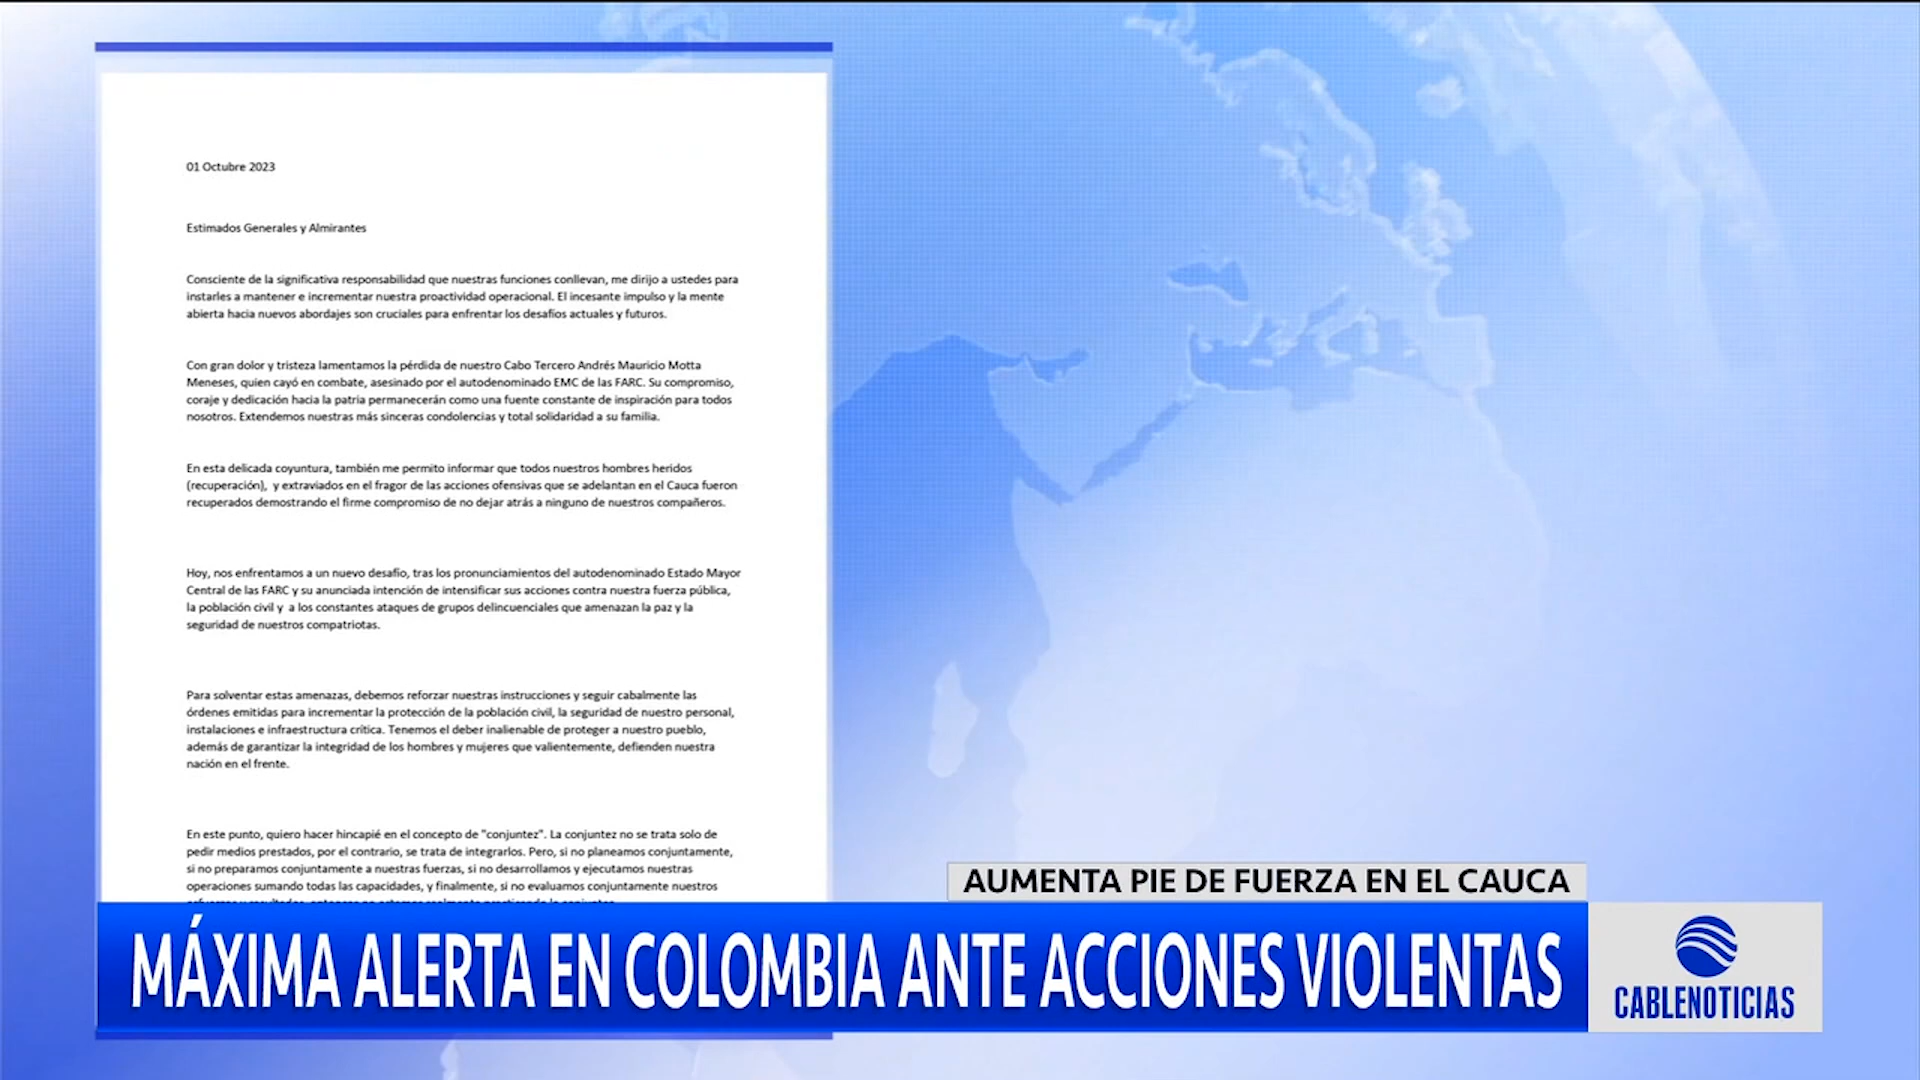 01 Octubre 2023
Estimados Generales y Almirantes
Consciente de la significativa responsabilidad que nuestras funciones conllevan, me dirijo a ustedes para
instarles a mantener e incrementar nuestra proactividad operacional. El incesante impulso y la mente
abierta hacia nuevos abordajes son cruciales para enfrentar los desafíos actuales y futuros.
Con gran dolor y tristeza lamentamos la pérdida de nuestro Cabo Tercero Andrés Mauricio Motta
Meneses, quien cayó en combate, asesinado por el autodenominado EMC de las FARC. Su compromiso,
coraje y dedicación hacia la patria permanecerán como una fuente constante de inspiración para todos
nosotros. Extendemos nuestras más sinceras condolencias y total solidaridad a su familia.
En esta delicada coyuntura, también me permito informar que todos nuestros hombres heridos
(recuperación), y extraviados en el fragor de las acciones ofensivas que se adelantan en el Cauca fueron
recuperados demostrando el firme compromiso de no dejar atrás a ninguno de nuestros compañeros.
Hoy, nos enfrentamos a un nuevo desafío, tras los pronunciamientos del autodenominado Estado Mayor
Central de las FARC y su anunciada intención de intensificar sus acciones contra nuestra fuerza pública,
la población civil y a los constantes ataques de grupos delincuenciales que amenazan la paz y la
seguridad de nuestros compatriotas.
Para solventar estas amenazas, debemos reforzar nuestras instrucciones y seguir cabalmente las
órdenes emitidas para incrementar la protección de la población civil, la seguridad de nuestro personal,
instalaciones e infraestructura crítica. Tenemos el deber inalienable de proteger a nuestro pueblo,
además de garantizar la integridad de los hombres y mujeres que valientemente, defienden nuestra
nación en el frente.
En este punto, quiero hacer hincapié en el concepto de "conjuntez". La conjuntez no se trata solo de
pedir medios prestados, por el contrario, se trata de integrarlos. Pero, si no planeamos conjuntamente,
si no preparamos conjuntamente a nuestras fuerzas, si no desarrollamos y ejecutamos nuestras
operaciones sumando todas las capacidades, y finalmente, si no evaluamos conjuntamente nuestros
AUMENTA PIE DE FUERZA EN EL CAUCA
MÁXIMA ALERTA EN COLOMBIA ANTE ACCIONES VIOLENTAS
CABLENOTICIAS